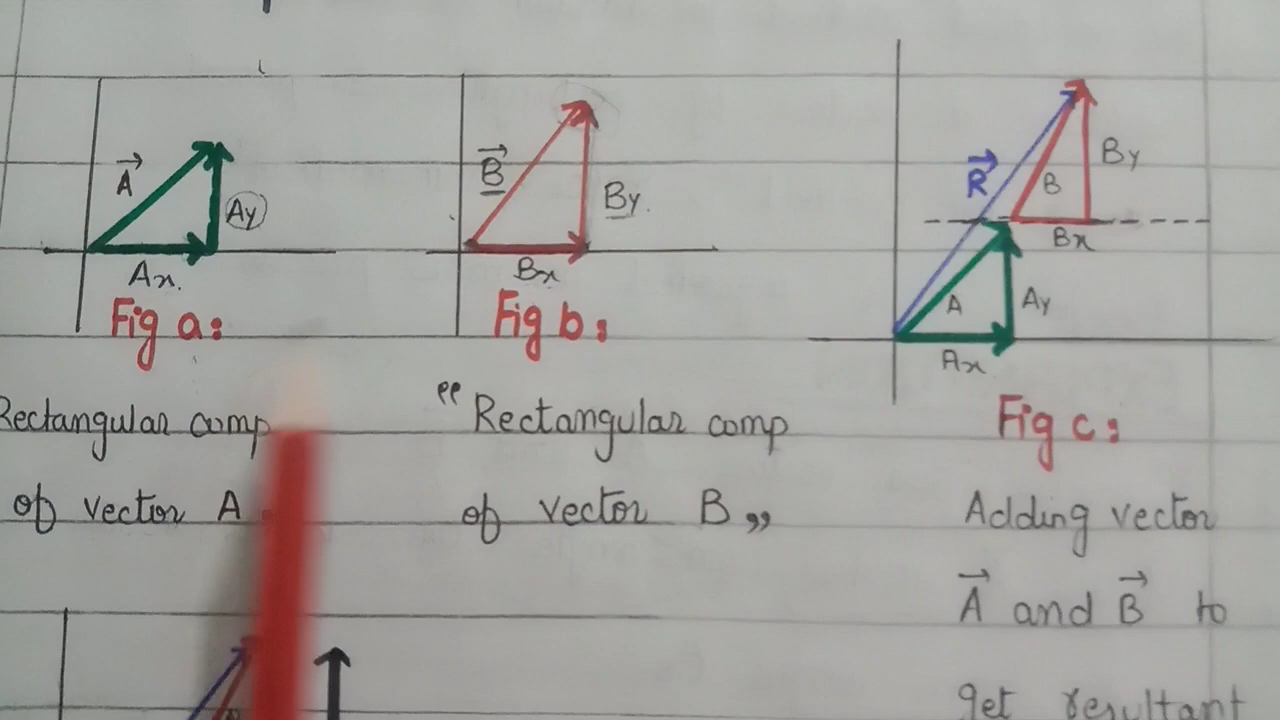 A
Ay
Ax.
Fig a:
Rectangular comp
of vector A
B
By.
Bx
Fig b:
"Rectangular comp
of vector B"
R
B
By
Bx
A
Ay
Ax
Fig c:
Adding vector
A and B to
get resultant